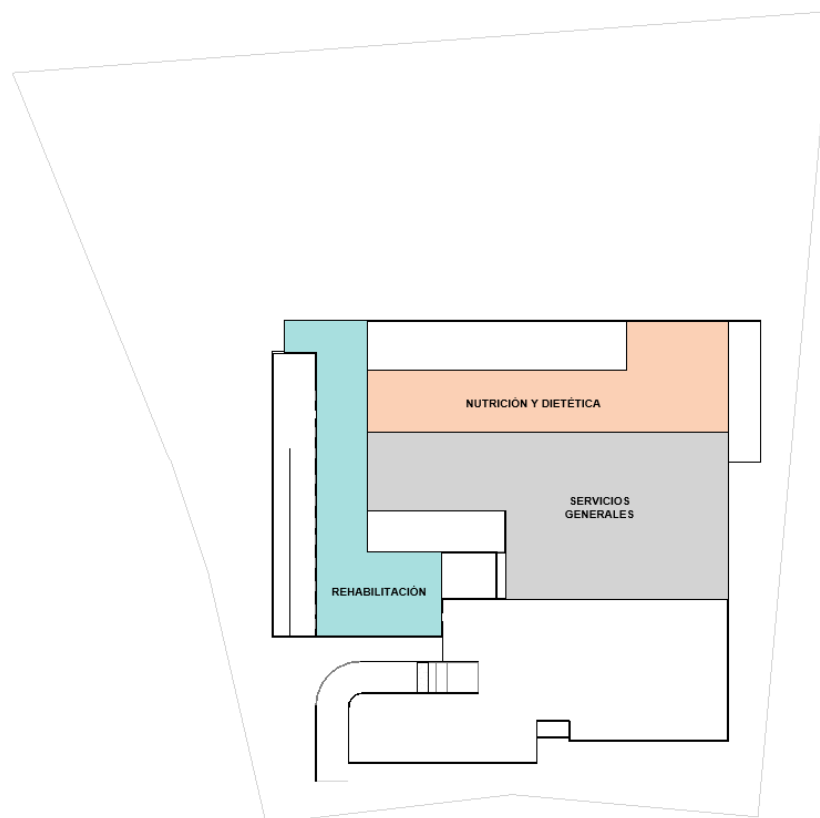 NUTRICIÓN Y DIETÉTICA
SERVICIOS
GENERALES
REHABILITACIÓN